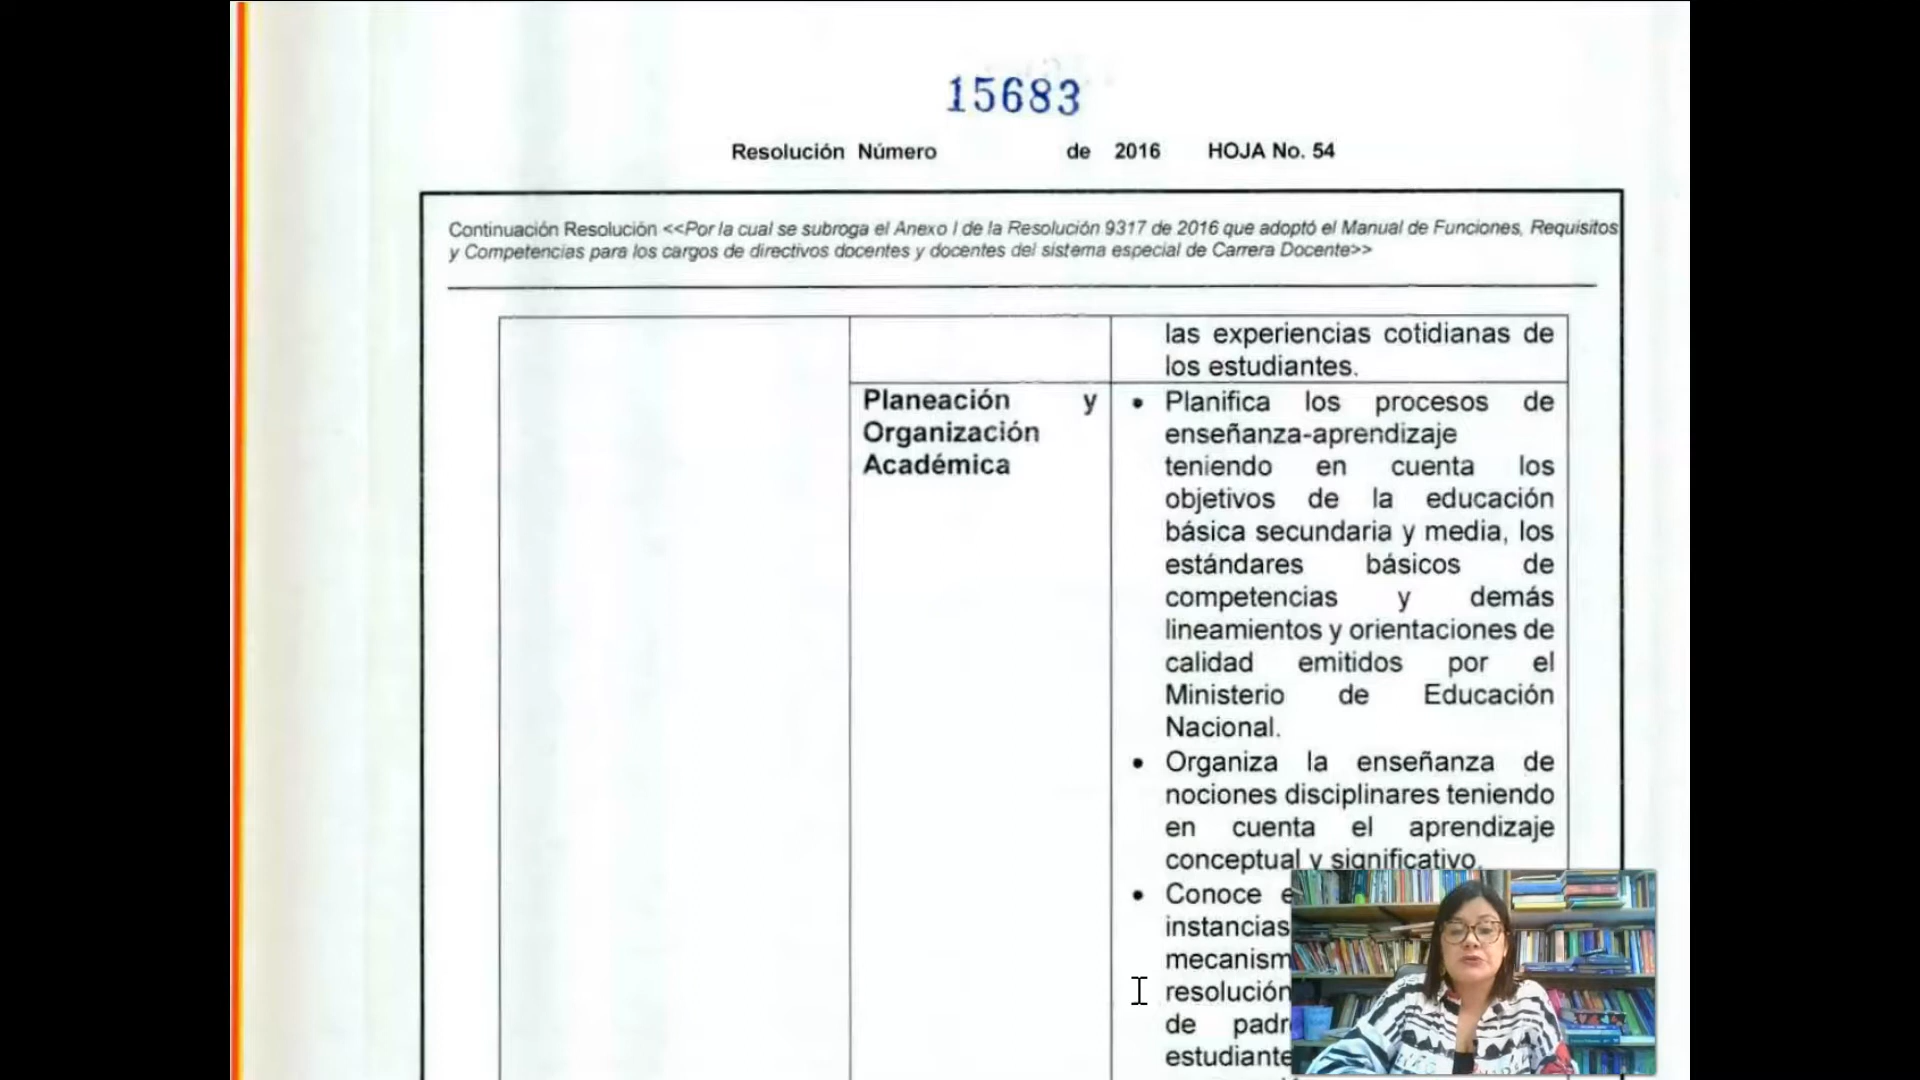 15683
Resolución Número de 2016 HOJA No. 54
Continuación Resolución <<Por la cual se subroga el Anexo I de la Resolución 9317 de 2016 que adoptó el Manual de Funciones, Requisitos
y Competencias para los cargos de directivos docentes y docentes del sistema especial de Carrera Docente>>
las experiencias cotidianas de
los estudiantes.
Planeación y
Organización
Académica
• Planifica los procesos de
enseñanza-aprendizaje
teniendo en cuenta los
objetivos de la educación
básica secundaria y media, los
estándares básicos de
competencias y demás
lineamientos y orientaciones de
calidad emitidos por el
Ministerio de Educación
Nacional.
• Organiza la enseñanza de
nociones disciplinares teniendo
en cuenta el aprendizaje
conceptual y significativo.
• Conoce
instancias
resolución
de